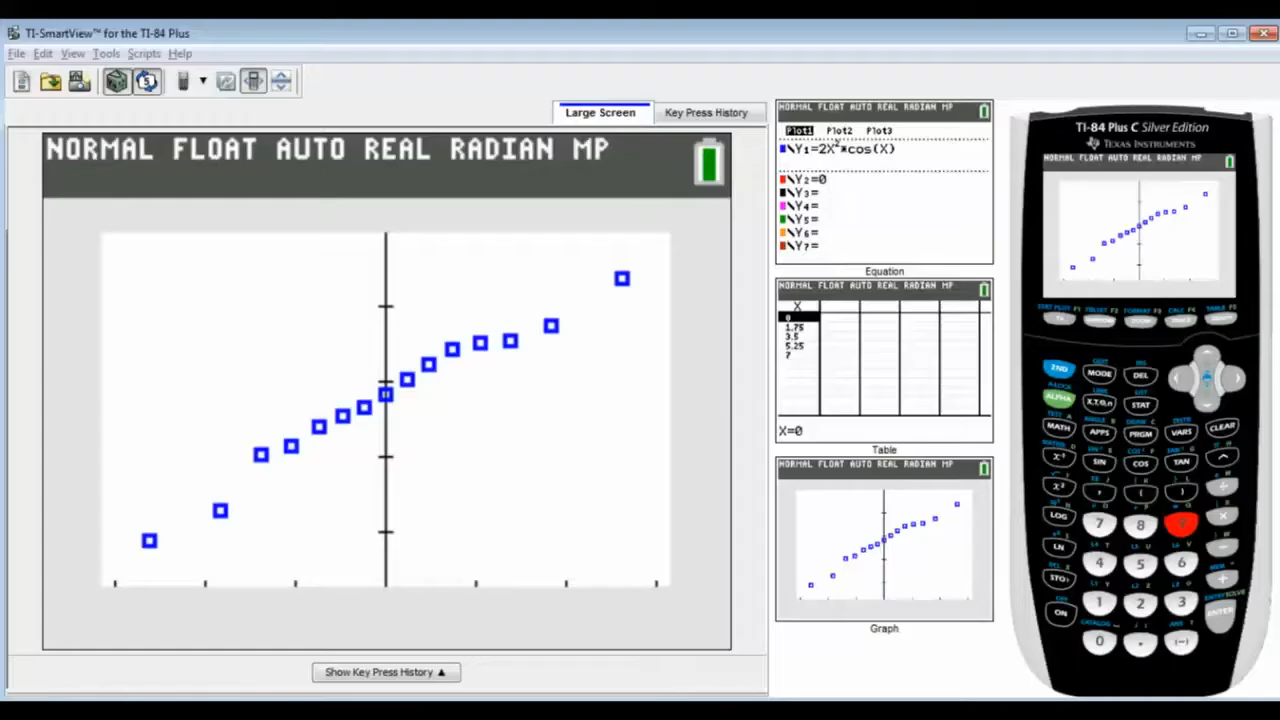 TI-SmartView™ for the TI-84 Plus
File Edit View Tools Scripts Help
Large Screen
Key Press History
NORMAL FLOAT AUTO REAL RADIAN MP
Show Key Press History ▲
NORMAL FLOAT AUTO REAL RADIAN MP
Plot1 Plot2 Plot3
\Y1=2X²*cos(X)
\Y2=0
\Y3=
\Y4=
\Y5=
\Y6=
\Y7=
Equation
NORMAL FLOAT AUTO REAL RADIAN MP
X
0
1.75
3.5
5.25
7
X=0
Table
NORMAL FLOAT AUTO REAL RADIAN MP
Graph
TI-84 Plus C Silver Edition
TEXAS INSTRUMENTS
NORMAL FLOAT AUTO REAL RADIAN MP
2ND MODE DEL
ALPHA X,T,θ,n STAT
MATH APPS PRGM VARS CLEAR
x⁻¹ SIN COS TAN ^
x² , ( ) ÷
LOG 7 8 9 ×
LN 4 5 6 −
STO› 1 2 3 +
ON 0 . (−) ENTER